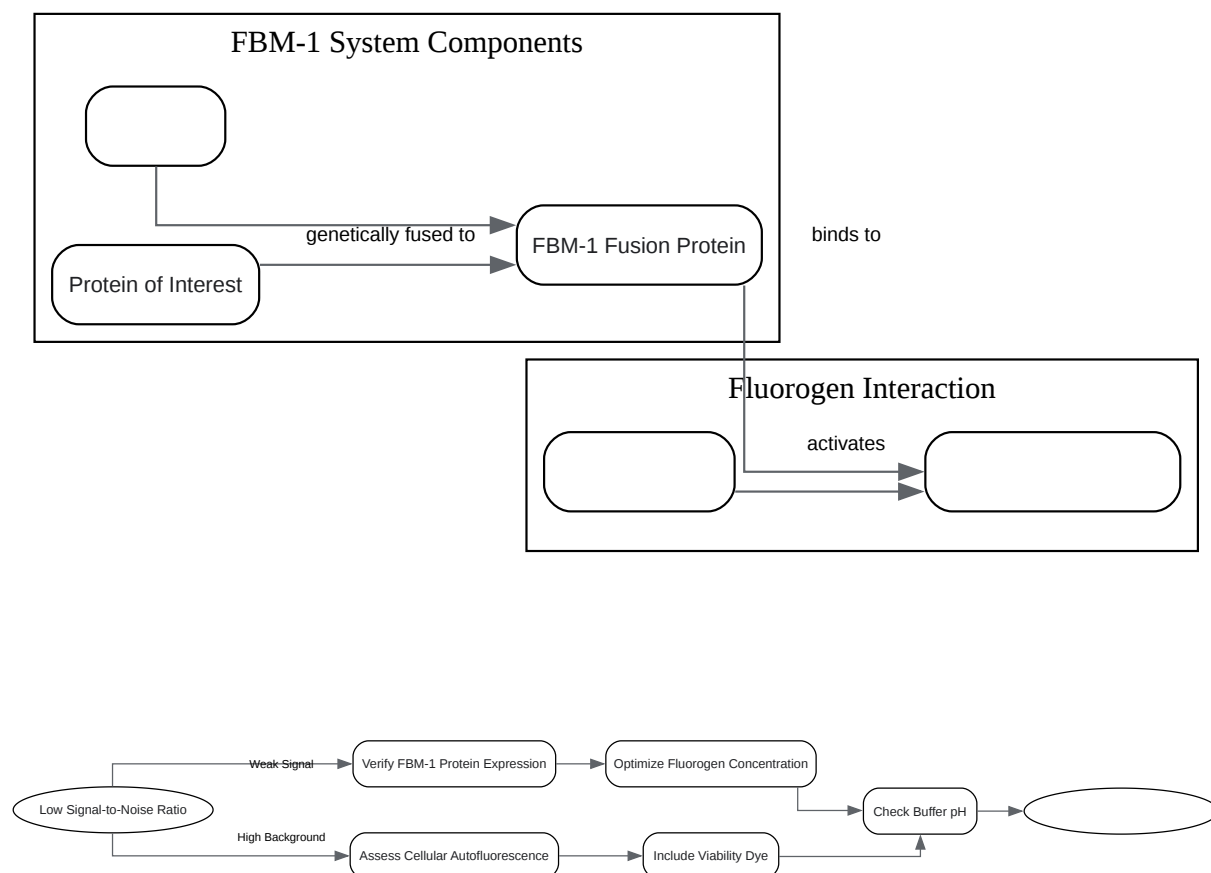 FBM-1 System Components
genetically fused to
FBM-1 Fusion Protein
binds to
Protein of Interest
Fluorogen Interaction
activates
Weak Signal
Verify FBM-1 Protein Expression
Optimize Fluorogen Concentration
Low Signal-to-Noise Ratio
Check Buffer pH
High Background
Assess Cellular Autofluorescence
Include Viability Dye